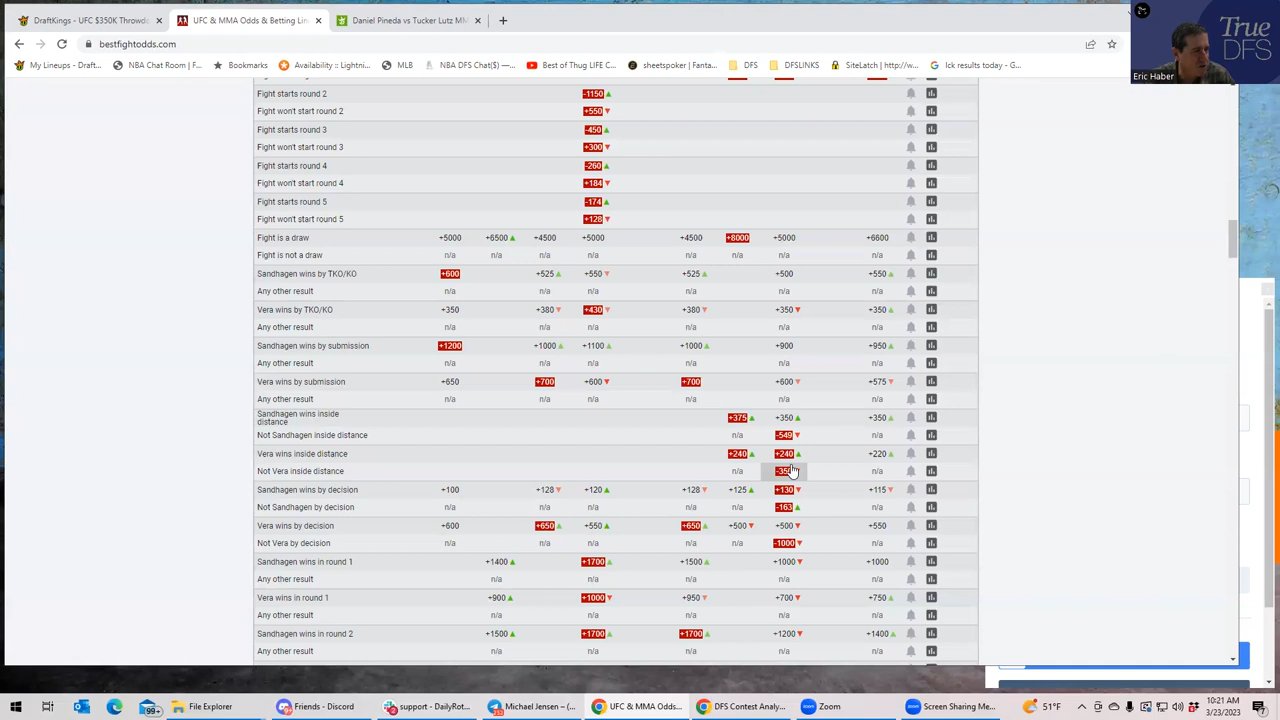 DraftKings - UFC $350K Throwdo
UFC & MMA Odds & Betting Line
Daniel Pineda vs Tucker Lutz MM
bestfightodds.com
My Lineups - Draft...
NBA Chat Room | F...
Availability :: Lightni...
Bookmarks
MLB
NBA DFS Chat($) —...
Best of Thug LIFE C...
sheetspoker | Fanta...
DFS
DFSLINKS
SiteLatch | http://w...
lck results today - G...
True
DFS
Eric Haber
Fight starts round 2 -1150
Fight won't start round 2 +550
Fight starts round 3 -450
Fight won't start round 3 +300
Fight starts round 4 -260
Fight won't start round 4 +184
Fight starts round 5 -174
Fight won't start round 5 +128
Fight is a draw +5000 +6500 +4500 +5000 +4500 +8000 +5000 +6600
Fight is not a draw n/a n/a n/a n/a n/a n/a n/a n/a
Sandhagen wins by TKO/KO +600 +525 +550 +525 +500 +550
Any other result n/a n/a n/a n/a n/a n/a
Vera wins by TKO/KO +350 +380 +430 +380 +350 +350
Any other result n/a n/a n/a n/a n/a n/a
Sandhagen wins by submission +1200 +1000 +1100 +1000 +900 +950
Any other result n/a n/a n/a n/a n/a n/a
Vera wins by submission +650 +700 +600 +700 +600 +575
Any other result n/a n/a n/a n/a n/a n/a
Sandhagen wins inside
distance +375 +350 +350
Not Sandhagen inside distance n/a -549 n/a
Vera wins inside distance +240 +240 +220
Not Vera inside distance n/a n/a
Sandhagen wins by decision +100 +128 +120 +128 +125 +130 +115
Not Sandhagen by decision n/a n/a n/a n/a n/a -163 n/a
Vera wins by decision +600 +650 +550 +650 +500 +500 +550
Not Vera by decision n/a n/a n/a n/a n/a -1000 n/a
Sandhagen wins in round 1 +1400 +1700 +1500 +1000 +1000
Any other result n/a n/a n/a n/a n/a
Vera wins in round 1 +900 +1000 +950 +700 +750
Any other result n/a n/a n/a n/a n/a
Sandhagen wins in round 2 +1500 +1700 +1700 +1200 +1400
Any other result n/a n/a n/a n/a n/a
99+
File Explorer
Friends - Discord
support - DailyRot...
Michael Jensen – (...
UFC & MMA Odds...
DFS Contest Analy...
Zoom
Screen Sharing Me...
51°F
10:21 AM
3/23/2023